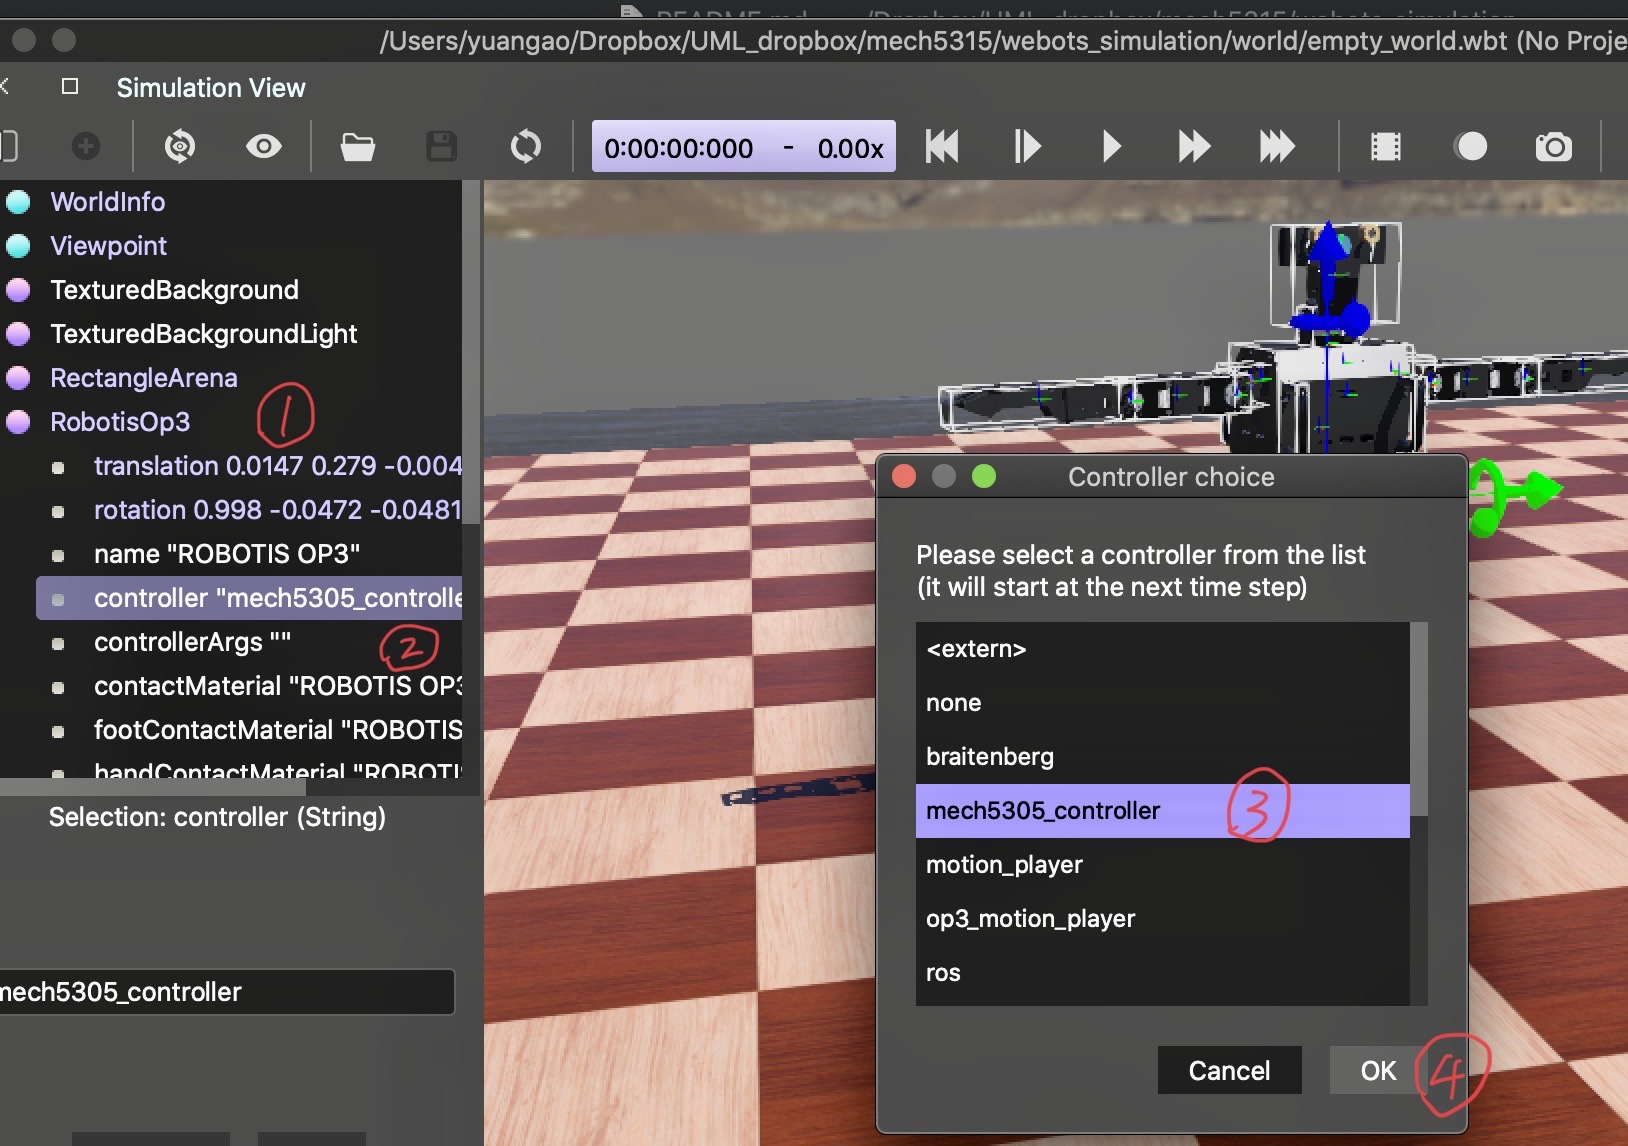 /Users/yuangao/Dropbox/UML_dropbox/mech5315/webots_simulation/world/empty_world.wbt (No Proje
Simulation View
0:00:00:000 - 0.00x
WorldInfo
Viewpoint
TexturedBackground
TexturedBackgroundLight
RectangleArena
RobotisOp3
1
translation 0.0147 0.279 -0.004
rotation 0.998 -0.0472 -0.0481
name "ROBOTIS OP3"
controller "mech5305_controlle
controllerArgs ""
2
contactMaterial "ROBOTIS OP3
footContactMaterial "ROBOTIS
handContactMaterial "ROBOTI
Selection: controller (String)
mech5305_controller
Controller choice
Please select a controller from the list
(it will start at the next time step)
<extern>
none
braitenberg
mech5305_controller
3
motion_player
op3_motion_player
ros
Cancel
OK
4